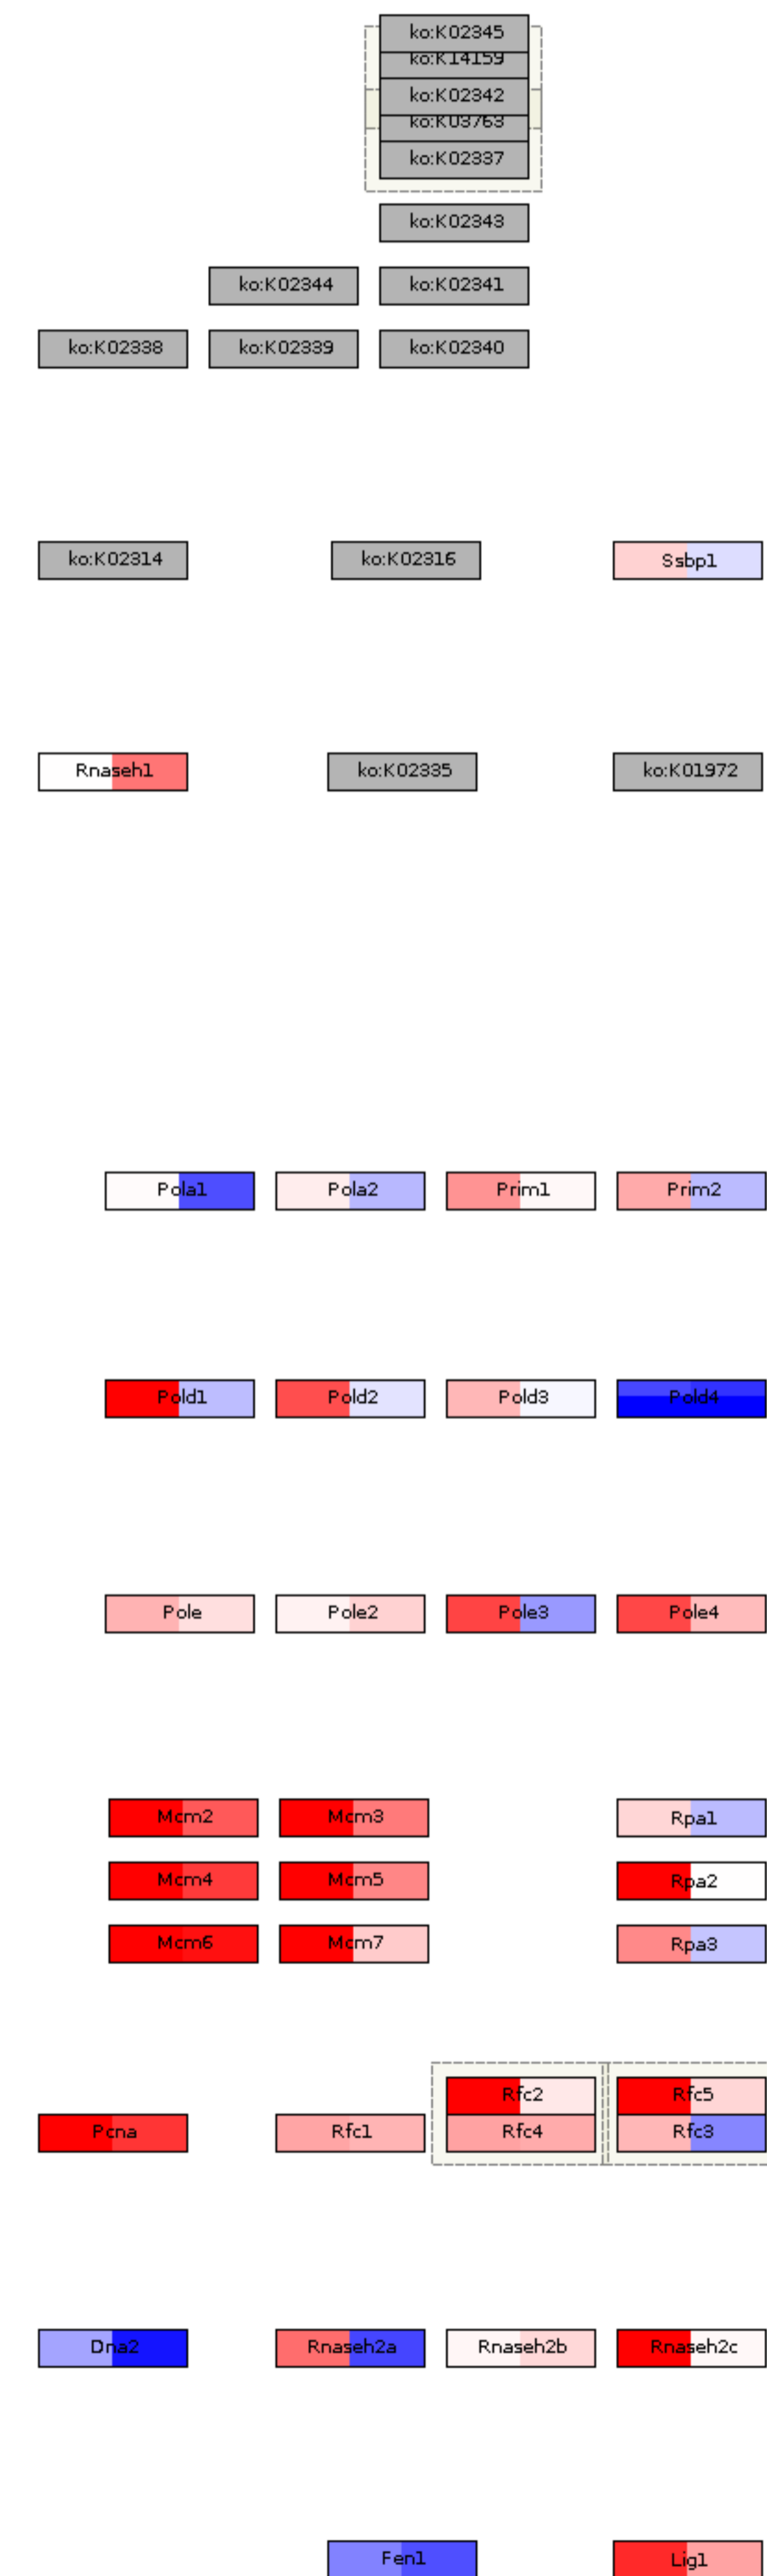 ko:K02345
ko:K14159
ko:K02342
ko:K03763
ko:K02337
ko:K02343
ko:K02344 ko:K02341
ko:K02338 ko:K02339 ko:K02340
ko:K02314 ko:K02316 Ssbp1
Rnaseh1 ko:K02335 ko:K01972
Pola1 Pola2 Prim1 Prim2
Pold1 Pold2 Pold3 Pold4
Pole Pole2 Pole3 Pole4
Mcm2 Mcm3 Rpa1
Mcm4 Mcm5 Rpa2
Mcm6 Mcm7 Rpa3
Rfc2 Rfc5
Pcna Rfc1 Rfc4 Rfc3
Dna2 Rnaseh2a Rnaseh2b Rnaseh2c
Fen1 Lig1